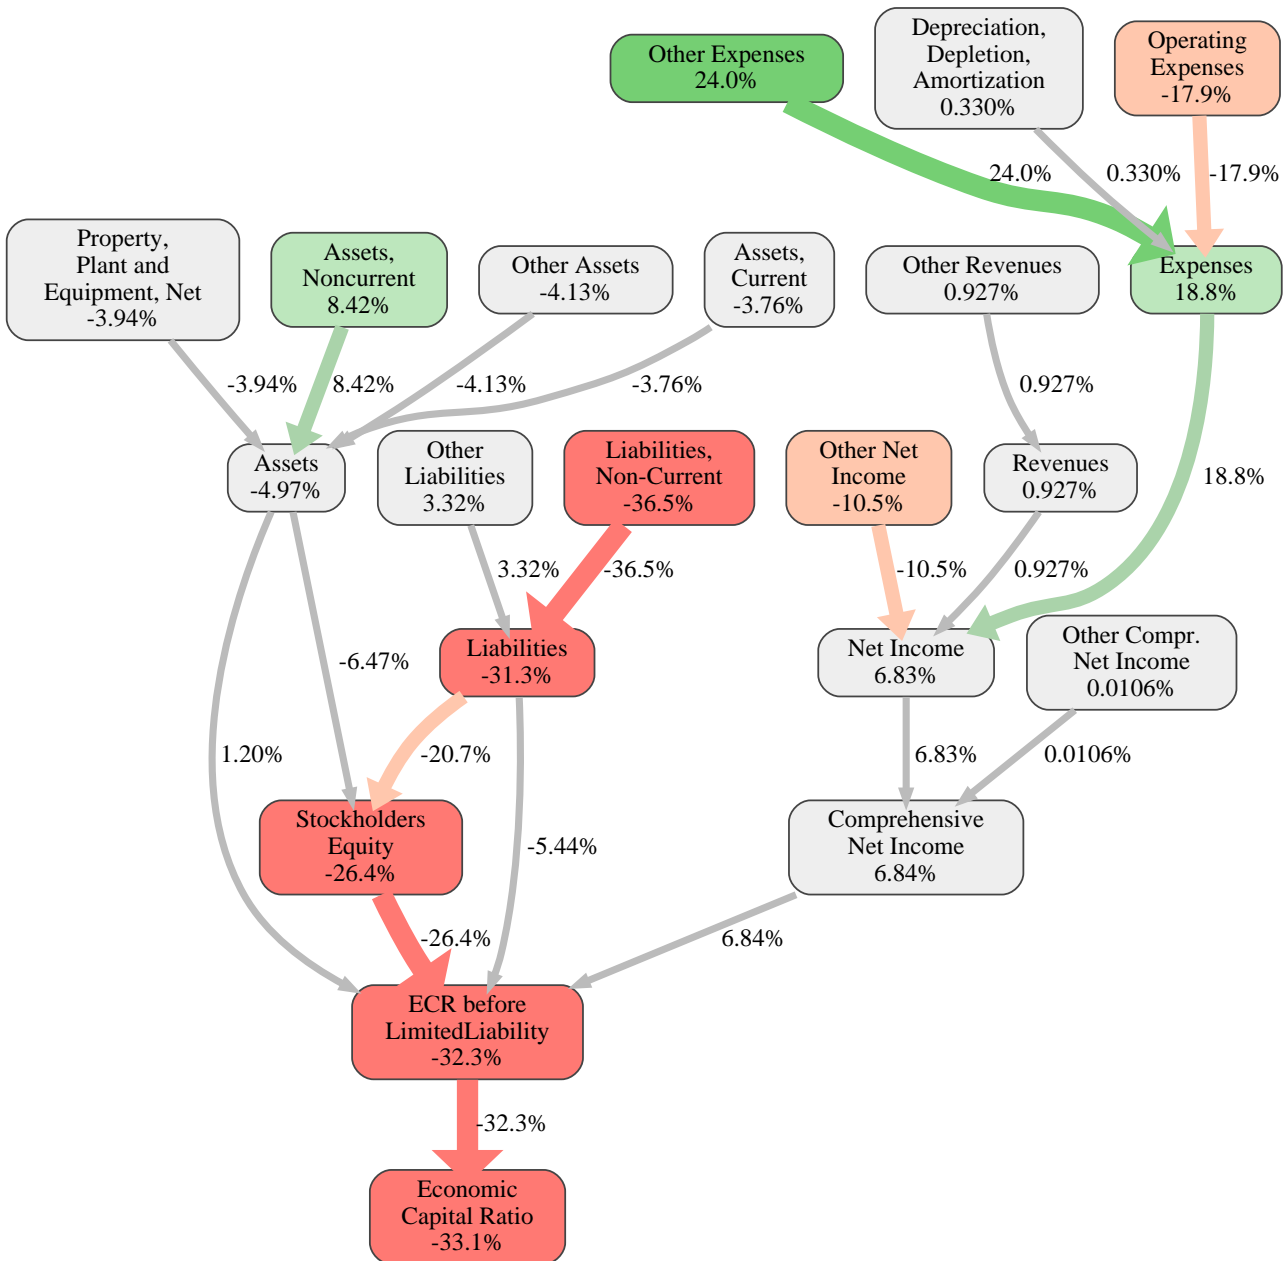 Other Expenses
24.0%
Depreciation,
Depletion,
Amortization
0.330%
Operating
Expenses
-17.9%
24.0%
0.330%
-17.9%
Property,
Plant and
Equipment, Net
-3.94%
Assets,
Noncurrent
8.42%
Other Assets
-4.13%
Assets,
Current
-3.76%
Other Revenues
0.927%
Expenses
18.8%
-3.94%
8.42%
-4.13%
-3.76%
0.927%
18.8%
Assets
-4.97%
Other
Liabilities
3.32%
Liabilities,
Non-Current
-36.5%
Other Net
Income
-10.5%
Revenues
0.927%
3.32%
-36.5%
-10.5%
0.927%
Liabilities
-31.3%
Net Income
6.83%
Other Compr.
Net Income
0.0106%
-6.47%
1.20%
-20.7%
6.83%
0.0106%
Stockholders
Equity
-26.4%
-5.44%
Comprehensive
Net Income
6.84%
-26.4%
6.84%
ECR before
LimitedLiability
-32.3%
-32.3%
Economic
Capital Ratio
-33.1%